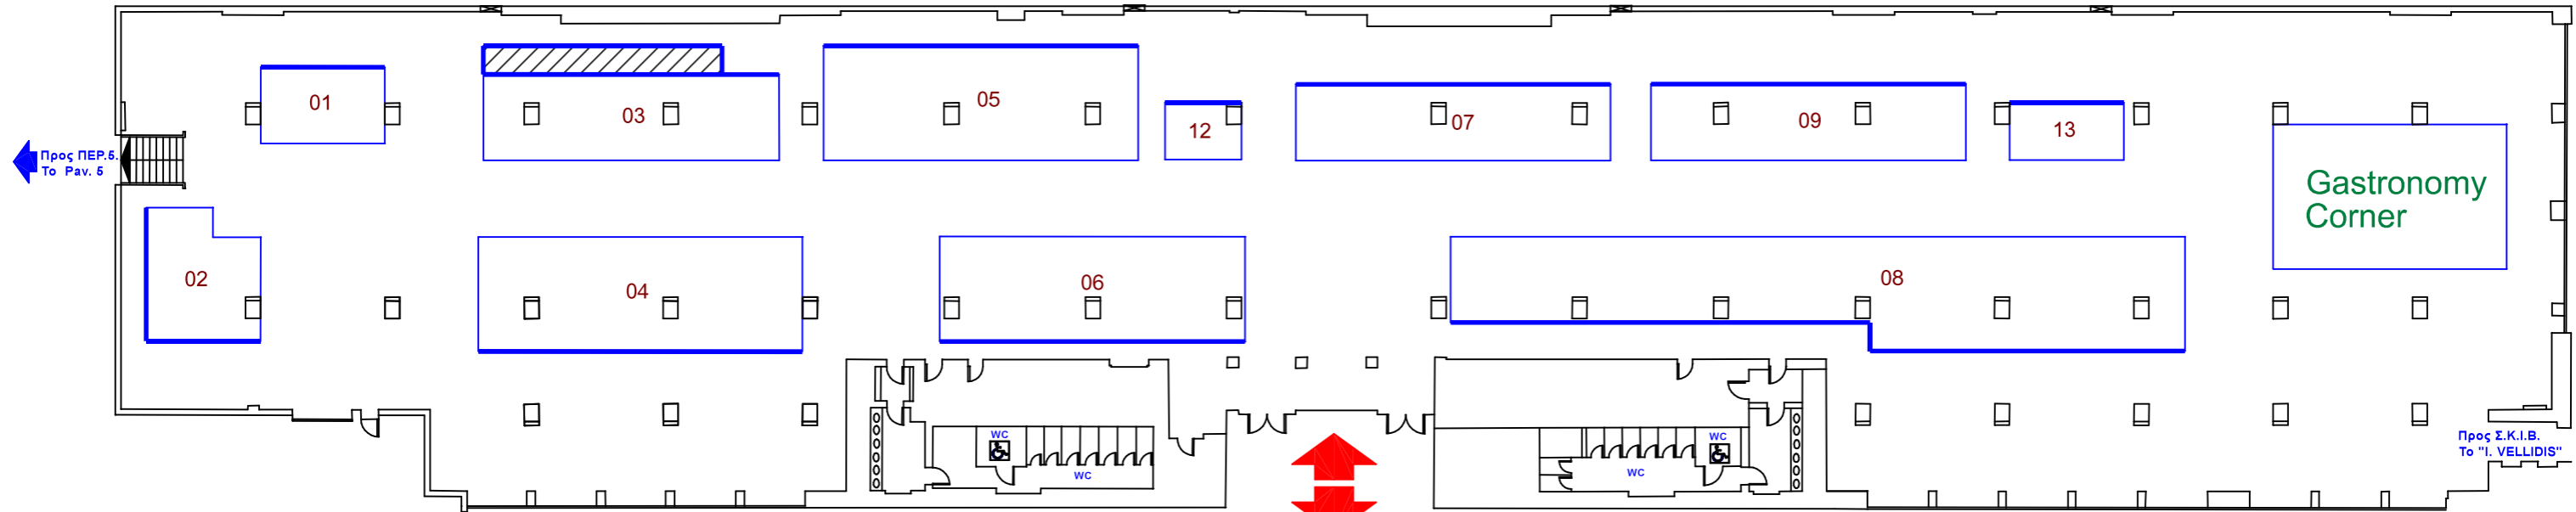 01
03
05
12
07
09
13
Προς ΠΕΡ.5.
To Pav. 5
Gastronomy
Corner
02
04
06
08
WC
WC
WC
WC
Προς Σ.Κ.Ι.Β.
To "I. VELLIDIS"